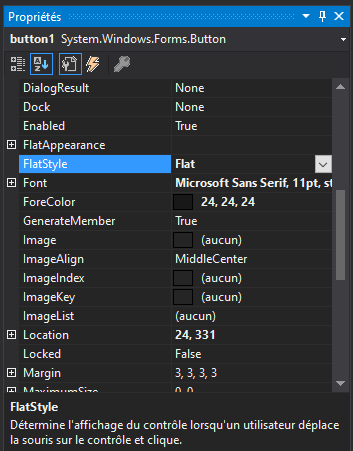 Propriétés
button1 System.Windows.Forms.Button
DialogResult None
Dock None
Enabled True
FlatAppearance
FlatStyle Flat
Font Microsoft Sans Serif, 11pt, st
ForeColor 24, 24, 24
GenerateMember True
Image (aucun)
ImageAlign MiddleCenter
ImageIndex (aucun)
ImageKey (aucun)
ImageList (aucun)
Location 24, 331
Locked False
Margin 3, 3, 3, 3
MaximumSize 0, 0
FlatStyle
Détermine l'affichage du contrôle lorsqu'un utilisateur déplace
la souris sur le contrôle et clique.